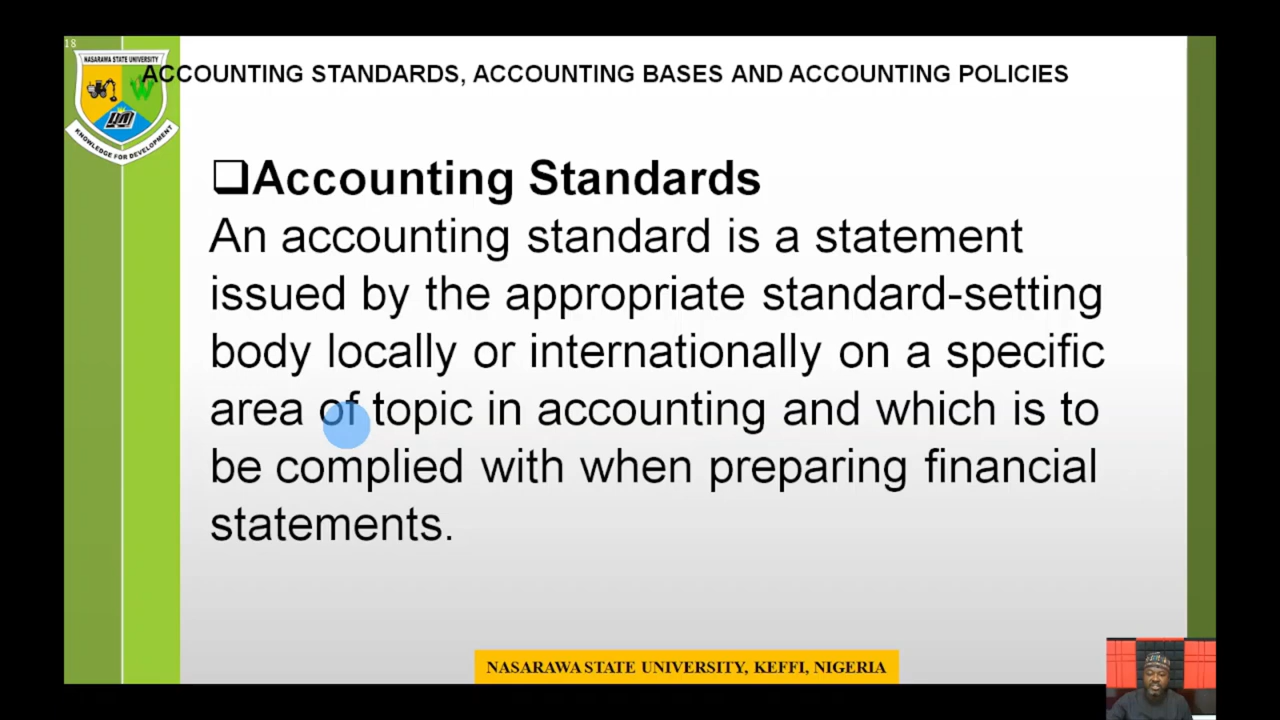 18
NASARAWA STATE UNIVERSITY
ACCOUNTING STANDARDS, ACCOUNTING BASES AND ACCOUNTING POLICIES
KNOWLEDGE FOR DEVELOPMENT
Accounting Standards
An accounting standard is a statement
issued by the appropriate standard-setting
body locally or internationally on a specific
area of topic in accounting and which is to
be complied with when preparing financial
statements.
NASARAWA STATE UNIVERSITY, KEFFI, NIGERIA